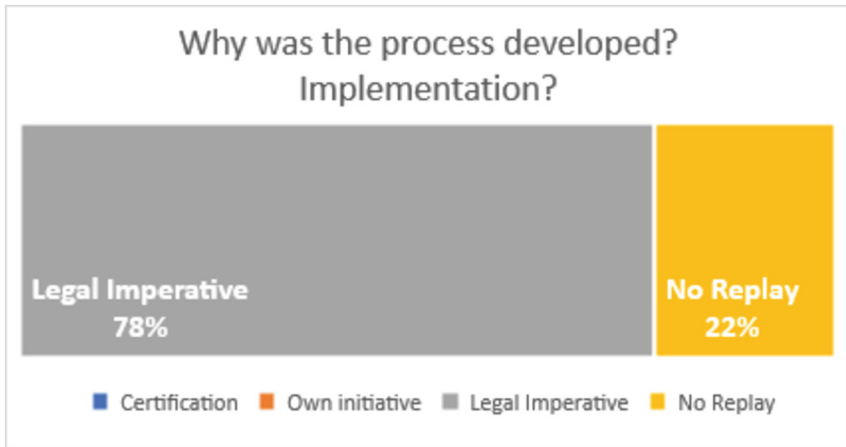 Why was the process developed?
Implementation?
Legal Imperative
78%
No Replay
22%
Certification
Own initiative
Legal Imperative
No Replay